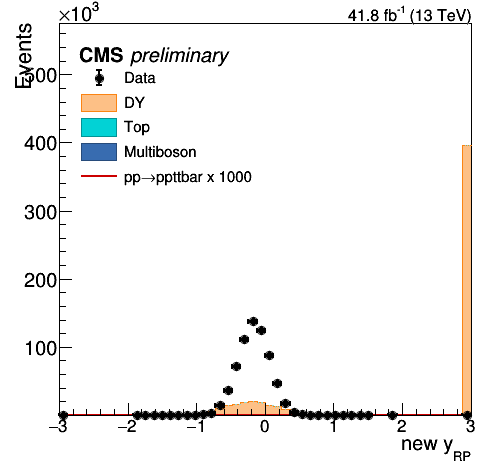 ×10³
41.8 fb⁻¹ (13 TeV)
Events
CMS preliminary
Data
DY
Top
Multiboson
pp→ppttbar x 1000
500
400
300
200
100
−3 −2 −1 0 1 2 3
new y_RP